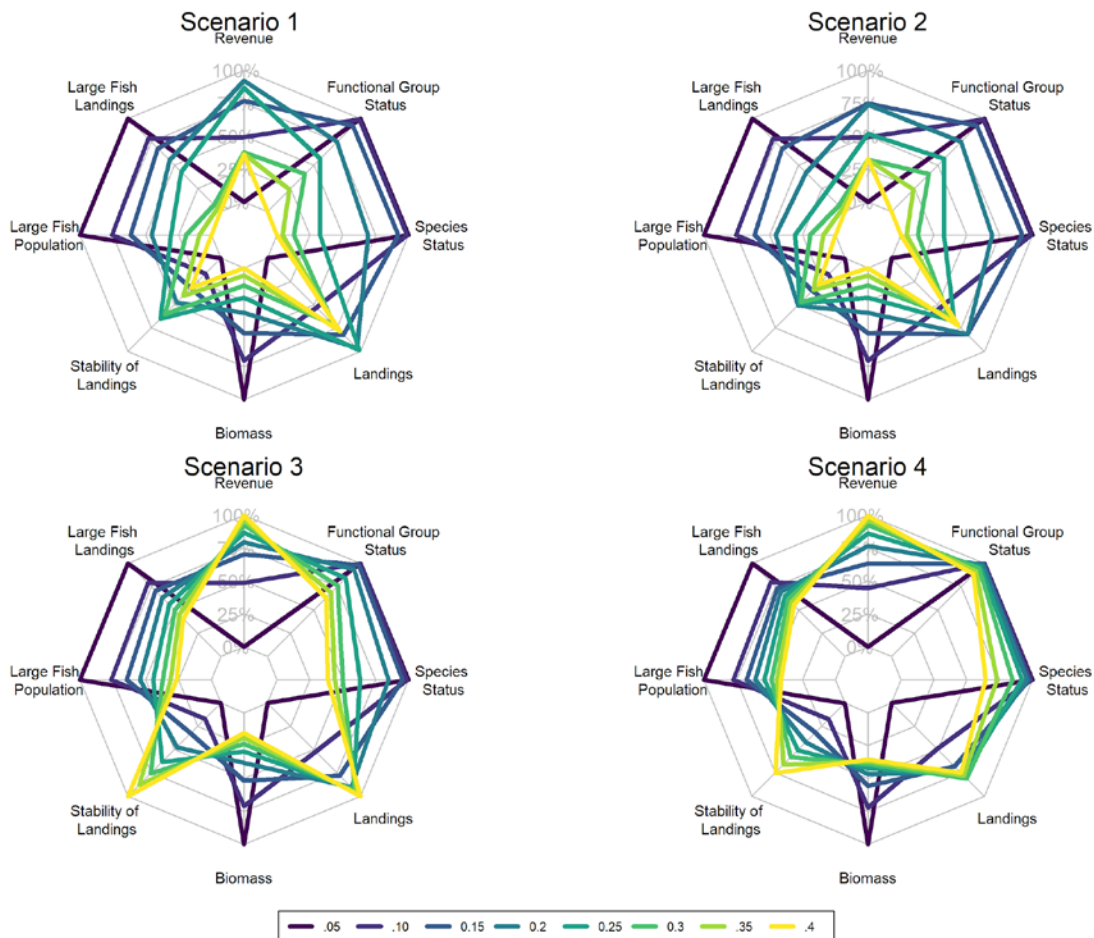 Scenario 1
Revenue
100%
Large Fish
Landings
Functional Group
Status
50%
25%
Large Fish
Population
Species
Status
Stability of
Landings
Landings
Biomass
Scenario 2
Revenue
100%
75%
Large Fish
Landings
Functional Group
Status
50%
25%
Large Fish
Population
Species
Status
Stability of
Landings
Landings
Biomass
Scenario 3
Revenue
100%
Large Fish
Landings
Functional Group
Status
50%
25%
0%
Large Fish
Population
Species
Status
Stability of
Landings
Landings
Biomass
Scenario 4
Revenue
100%
Large Fish
Landings
Functional Group
Status
50%
25%
0%
Large Fish
Population
Species
Status
Stability of
Landings
Landings
Biomass
.05 .10 0.15 0.2 0.25 0.3 .35 .4